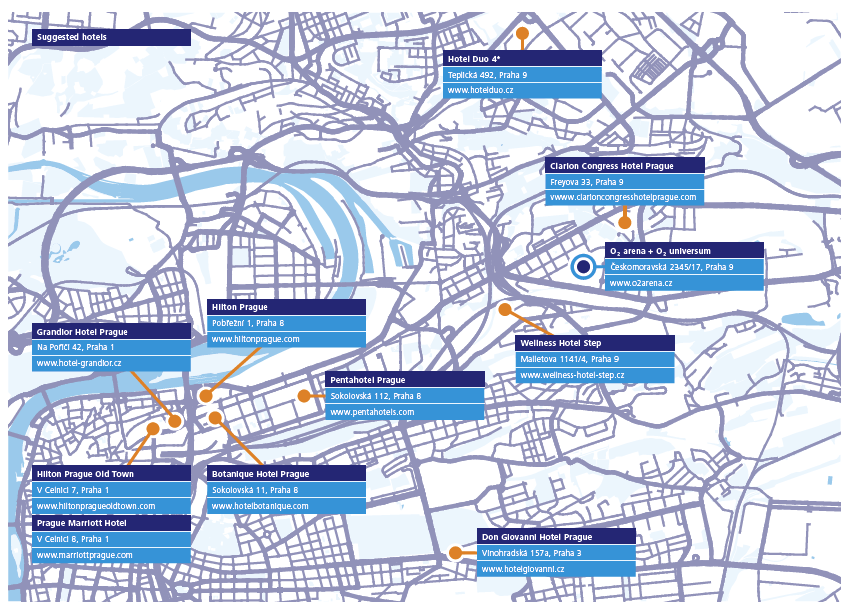 Suggested hotels
Hotel Duo 4*
Teplická 492, Praha 9
www.hotelduo.cz
Clarion Congress Hotel Prague
Freyova 33, Praha 9
www.clarioncongresshotelprague.com
O₂ arena + O₂ universum
Českomoravská 2345/17, Praha 9
www.o2arena.cz
Hilton Prague
Pobřežní 1, Praha 8
www.hiltonprague.com
Grandior Hotel Prague
Na Poříčí 42, Praha 1
www.hotel-grandior.cz
Wellness Hotel Step
Malletova 1141/4, Praha 9
www.wellness-hotel-step.cz
Pentahotel Prague
Sokolovská 112, Praha 8
www.pentahotels.com
Hilton Prague Old Town
V Celnici 7, Praha 1
www.hiltonpragueoldtown.com
Prague Marriott Hotel
V Celnici 8, Praha 1
www.marriottprague.com
Botanique Hotel Prague
Sokolovská 11, Praha 8
www.hotelbotanique.com
Don Giovanni Hotel Prague
Vinohradská 157a, Praha 3
www.hotelgiovanni.cz